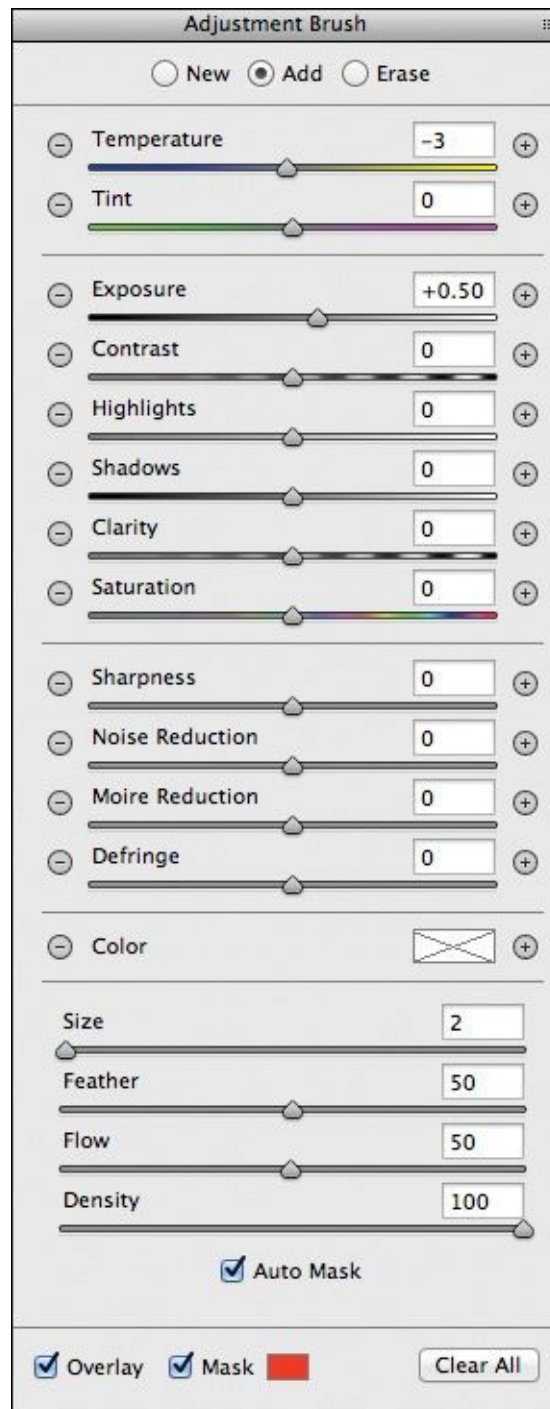 Adjustment Brush
New Add Erase
Temperature -3
Tint 0
Exposure +0.50
Contrast 0
Highlights 0
Shadows 0
Clarity 0
Saturation 0
Sharpness 0
Noise Reduction 0
Moire Reduction 0
Defringe 0
Color
Size 2
Feather 50
Flow 50
Density 100
Auto Mask
Overlay Mask Clear All